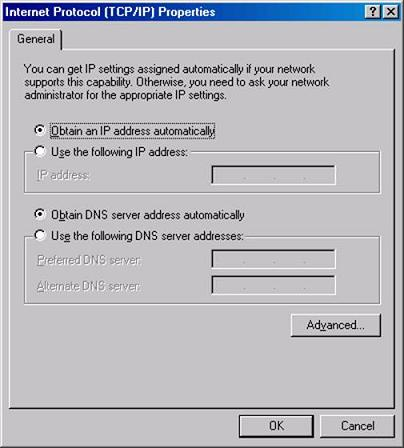 Internet Protocol (TCP/IP) Properties
General
You can get IP settings assigned automatically if your network
supports this capability. Otherwise, you need to ask your network
administrator for the appropriate IP settings.
Obtain an IP address automatically
Use the following IP address:
IP address:
Obtain DNS server address automatically
Use the following DNS server addresses:
Preferred DNS server:
Alternate DNS server:
Advanced...
OK
Cancel